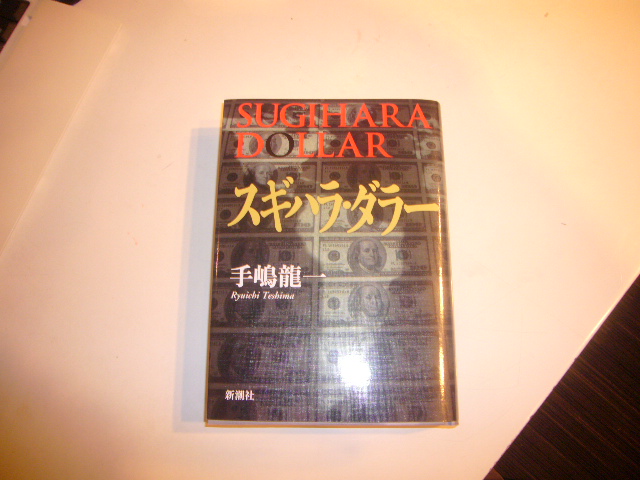 SUGIHARA
DOLLAR
スギハラ・ダラー
手嶋龍一
Ryuichi Teshima
新潮社